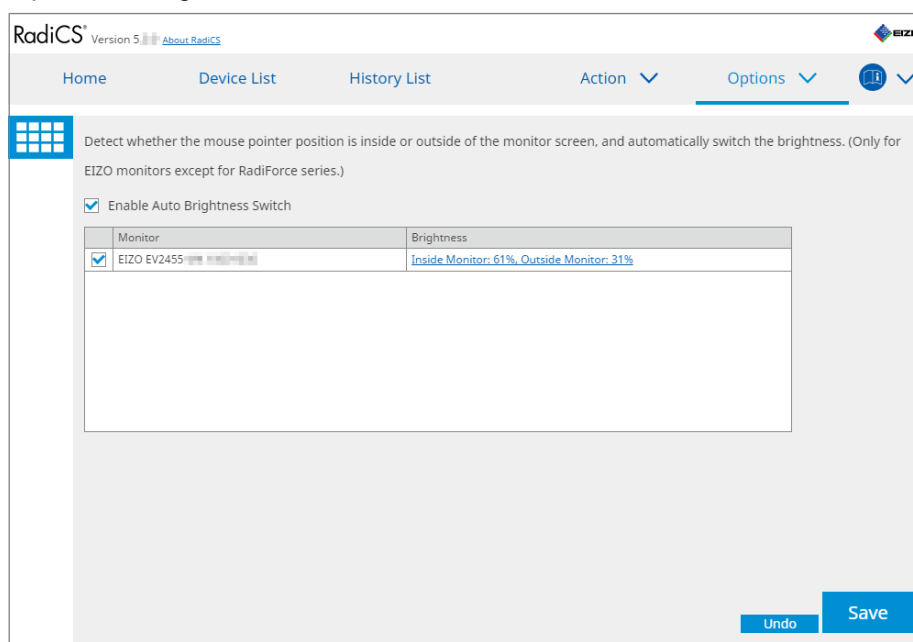 RadiCS® Version 5. About RadiCS
EIZ
Home Device List History List Action Options
Detect whether the mouse pointer position is inside or outside of the monitor screen, and automatically switch the brightness. (Only for
EIZO monitors except for RadiForce series.)
Enable Auto Brightness Switch
Monitor Brightness
EIZO EV2455 Inside Monitor: 61%, Outside Monitor: 31%
Undo Save